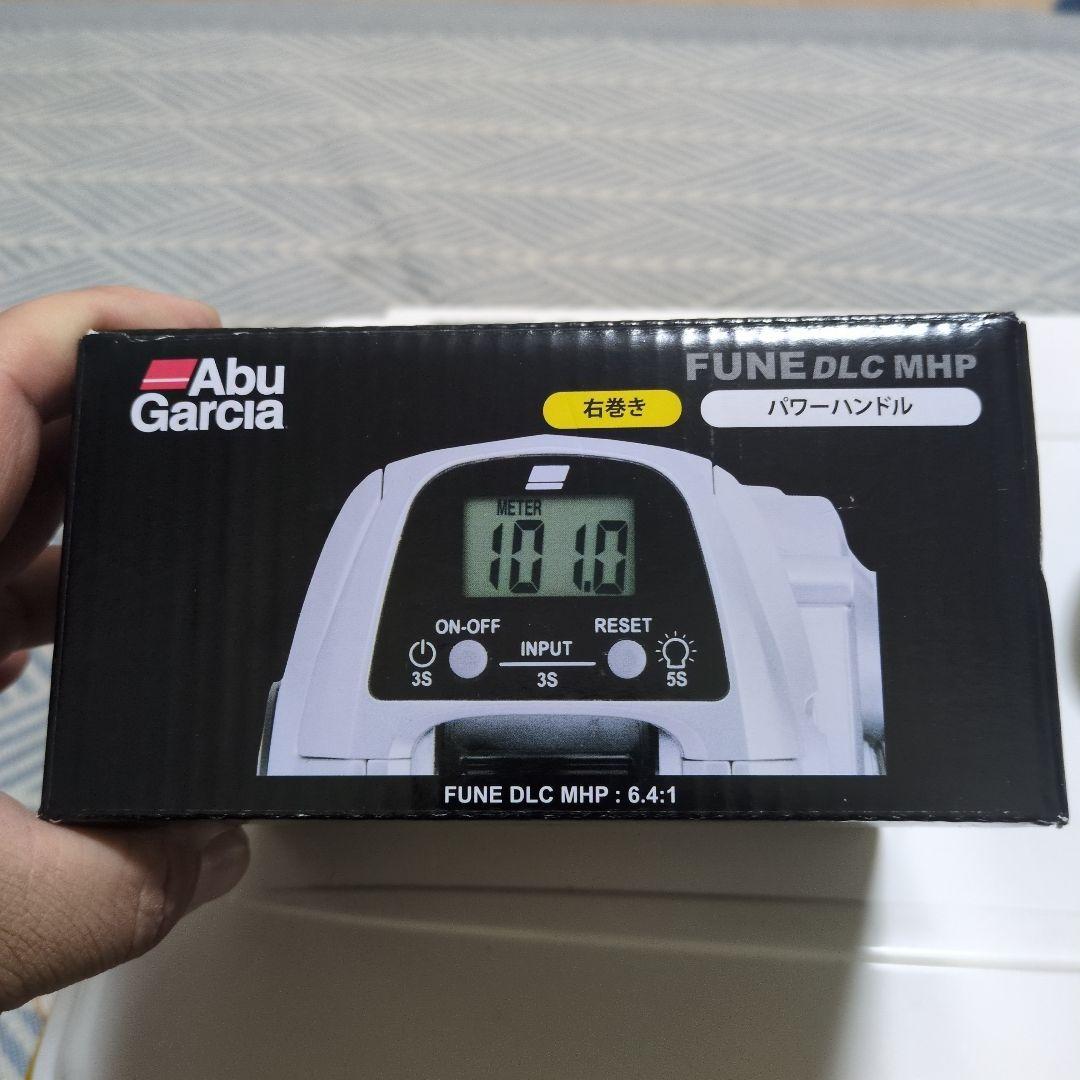 Abu
Garcia
FUNE DLC MHP
右巻き
パワーハンドル
METER
101.0
ON-OFF
RESET
INPUT
3S
3S
5S
FUNE DLC MHP : 6.4:1